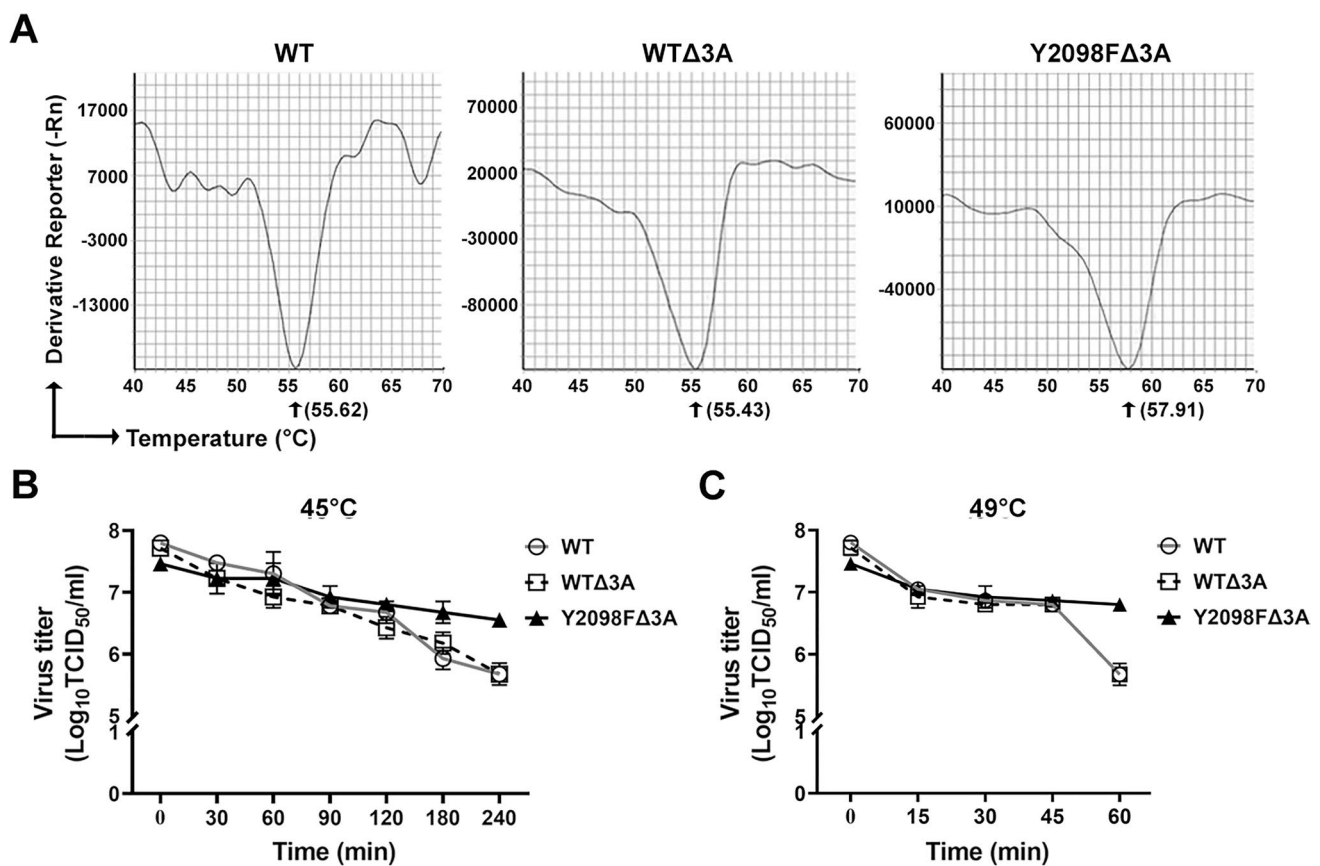 A
WT
WTΔ3A
Y2098FΔ3A
Derivative Reporter (-Rn)
17000
7000
-3000
-13000
70000
20000
-30000
-80000
60000
10000
-40000
40 45 50 55 60 65 70
40 45 50 55 60 65 70
40 45 50 55 60 65 70
(55.62)
(55.43)
(57.91)
Temperature (°C)
B
45°C
Virus titer
(Log10TCID50/ml)
8
7
6
5
1
0
0 30 60 90 120 180 240
Time (min)
WT
WTΔ3A
Y2098FΔ3A
C
49°C
Virus titer
(Log10TCID50/ml)
8
7
6
5
1
0
0 15 30 45 60
Time (min)
WT
WTΔ3A
Y2098FΔ3A